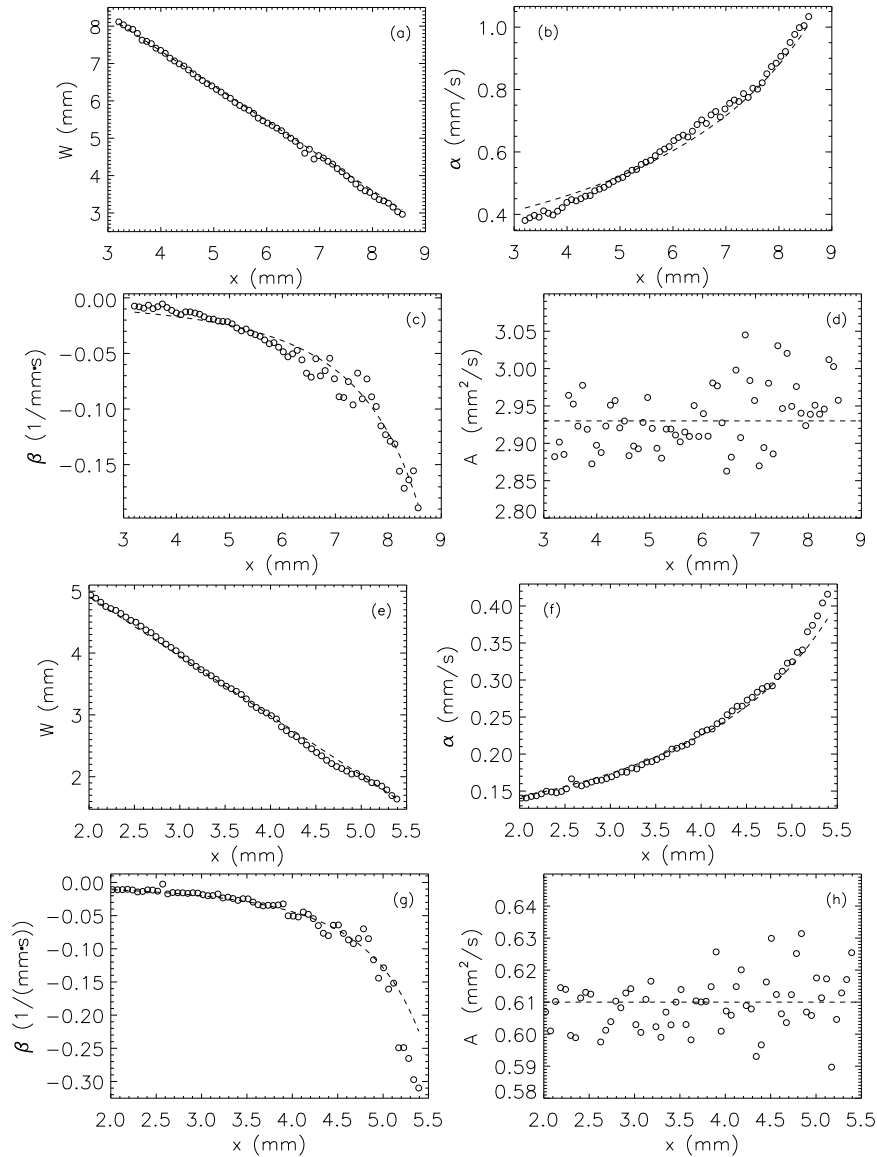 (a)
W (mm)
8
7
6
5
4
3
3 4 5 6 7 8 9
x (mm)
(b)
α (mm/s)
1.0
0.8
0.6
0.4
3 4 5 6 7 8 9
x (mm)
(c)
β (1/mm•s)
0.00
−0.05
−0.10
−0.15
3 4 5 6 7 8 9
x (mm)
(d)
A (mm²/s)
3.05
3.00
2.95
2.90
2.85
2.80
3 4 5 6 7 8 9
x (mm)
(e)
W (mm)
5
4
3
2
2.0 2.5 3.0 3.5 4.0 4.5 5.0 5.5
x (mm)
(f)
α (mm/s)
0.40
0.35
0.30
0.25
0.20
0.15
2.0 2.5 3.0 3.5 4.0 4.5 5.0 5.5
x (mm)
(g)
β (1/(mm•s))
0.00
−0.05
−0.10
−0.15
−0.20
−0.25
−0.30
2.0 2.5 3.0 3.5 4.0 4.5 5.0 5.5
x (mm)
(h)
A (mm²/s)
0.64
0.63
0.62
0.61
0.60
0.59
0.58
2.0 2.5 3.0 3.5 4.0 4.5 5.0 5.5
x (mm)